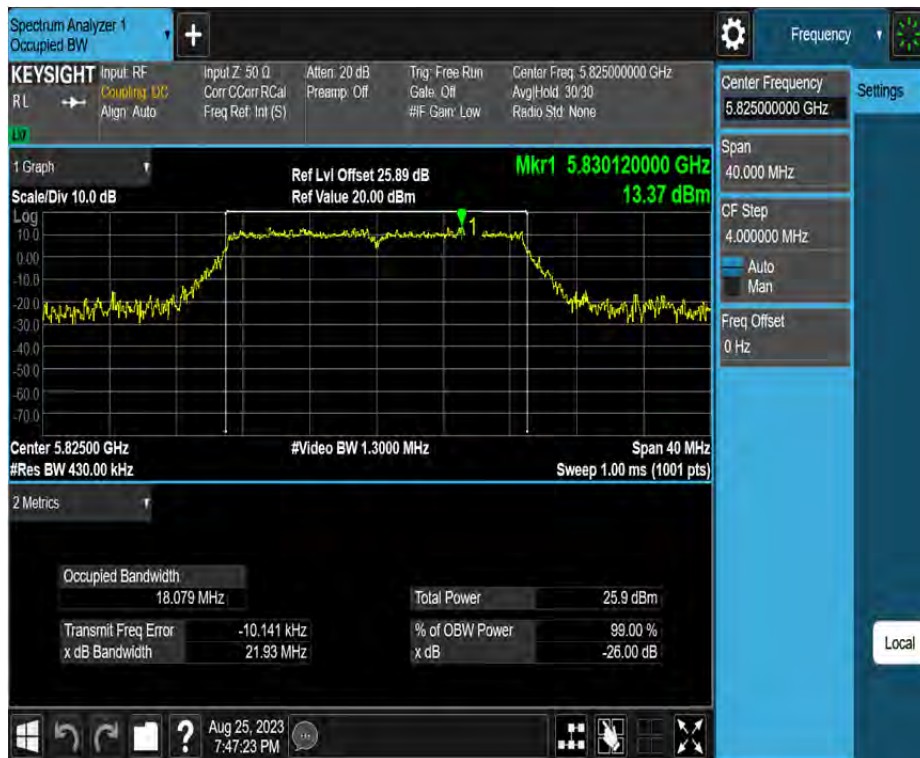 Spectrum Analyzer 1
Occupied BW
Frequency
KEYSIGHT
RL
Input: RF
Coupling: DC
Align: Auto
Input Z: 50 Ω
Corr CCorr RCal
Freq Ref: Int (S)
Atten: 20 dB
Preamp: Off
Trig: Free Run
Gate: Off
#IF Gain: Low
Center Freq: 5.825000000 GHz
Avg|Hold: 30/30
Radio Std: None
Center Frequency
5.825000000 GHz
Settings
Span
40.000 MHz
CF Step
4.000000 MHz
Auto
Man
Freq Offset
0 Hz
Local
1 Graph
Scale/Div 10.0 dB
Ref Lvl Offset 25.89 dB
Ref Value 20.00 dBm
Mkr1 5.830120000 GHz
13.37 dBm
Log
10.0
0.00
-10.0
-20.0
-30.0
-40.0
-50.0
-60.0
-70.0
1
Center 5.82500 GHz
#Video BW 1.3000 MHz
Span 40 MHz
#Res BW 430.00 kHz
Sweep 1.00 ms (1001 pts)
2 Metrics
Occupied Bandwidth
18.079 MHz
Total Power 25.9 dBm
Transmit Freq Error -10.141 kHz
% of OBW Power 99.00 %
x dB Bandwidth 21.93 MHz
x dB -26.00 dB
Aug 25, 2023
7:47:23 PM